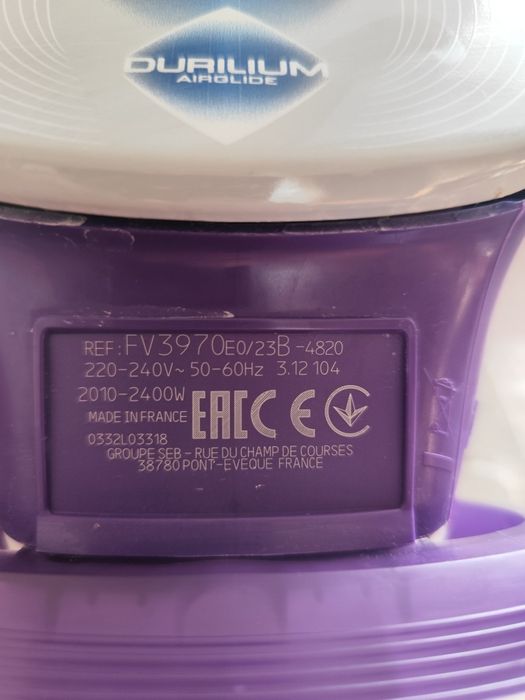 DURILIUM
AIRGLIDE
REF:FV3970E0/23B-4820
220-240V~ 50-60Hz 3.12 104
2010-2400W
MADE IN FRANCE
EAC CE
0332L03318
GROUPE SEB - RUE DU CHAMP DE COURSES
38780 PONT-EVEQUE FRANCE